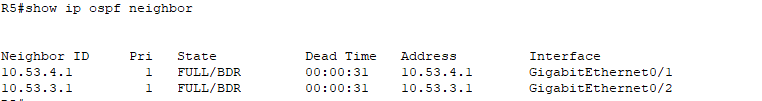 R5#show ip ospf neighbor
Neighbor ID Pri State Dead Time Address Interface
10.53.4.1 1 FULL/BDR 00:00:31 10.53.4.1 GigabitEthernet0/1
10.53.3.1 1 FULL/BDR 00:00:31 10.53.3.1 GigabitEthernet0/2